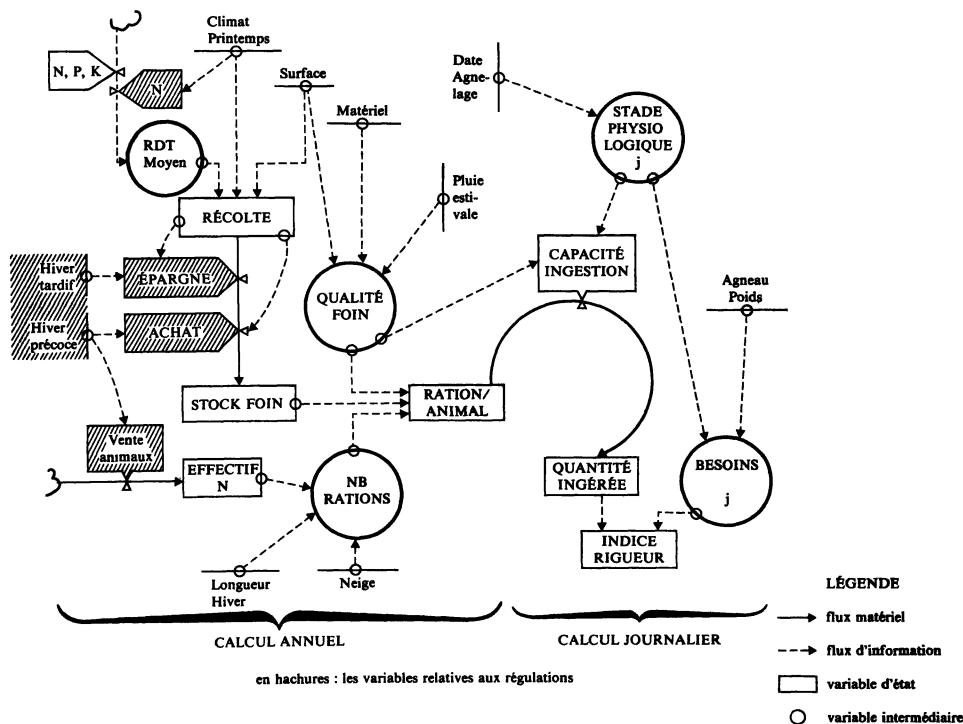 Climat
Printemps
N, P, K
N
Surface
Matériel
Date
Agne-
lage
STADE
PHYSIO
LOGIQUE
j
RDT
Moyen
Pluie
esti-
vale
RÉCOLTE
CAPACITÉ
INGESTION
Hiver
tardif
ÉPARGNE
QUALITÉ
FOIN
Agneau
Poids
Hiver
précoce
ACHAT
STOCK FOIN
RATION/
ANIMAL
Vente
animaux
EFFECTIF
N
NB
RATIONS
QUANTITÉ
INGÉRÉE
BESOINS
j
INDICE
RIGUEUR
Longueur
Hiver
Neige
CALCUL ANNUEL
CALCUL JOURNALIER
LÉGENDE
flux matériel
flux d'information
variable d'état
variable intermédiaire
en hachures : les variables relatives aux régulations